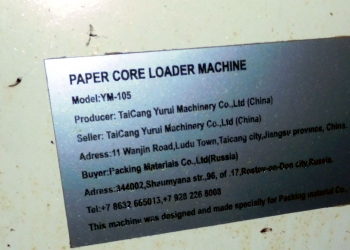 PAPER CORE LOADER MACHINE
Model:YM-105
Producer: TaiCang Yurui Machinery Co.,Ltd (China)
Seller: TaiCang Yurui Machinery Co.,Ltd (China)
Adress:11 Wanjin Road,Ludu Town,Taicang city,Jiangsu province, China.
Buyer:Packing Materials Co.,Ltd(Russia)
Adress:344002,Shaumyana str.,96, of .17,Rostov-on-Don city,Russia.
Tel:+7 8632 665013,+7 928 226 8008
This machine was designed and made specially for Packing material Co.,